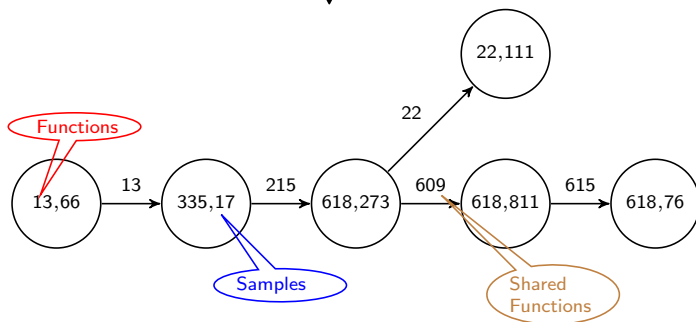 22,111
22
Functions
13,66
13
335,17
215
618,273
609
618,811
615
618,76
Samples
Shared
Functions